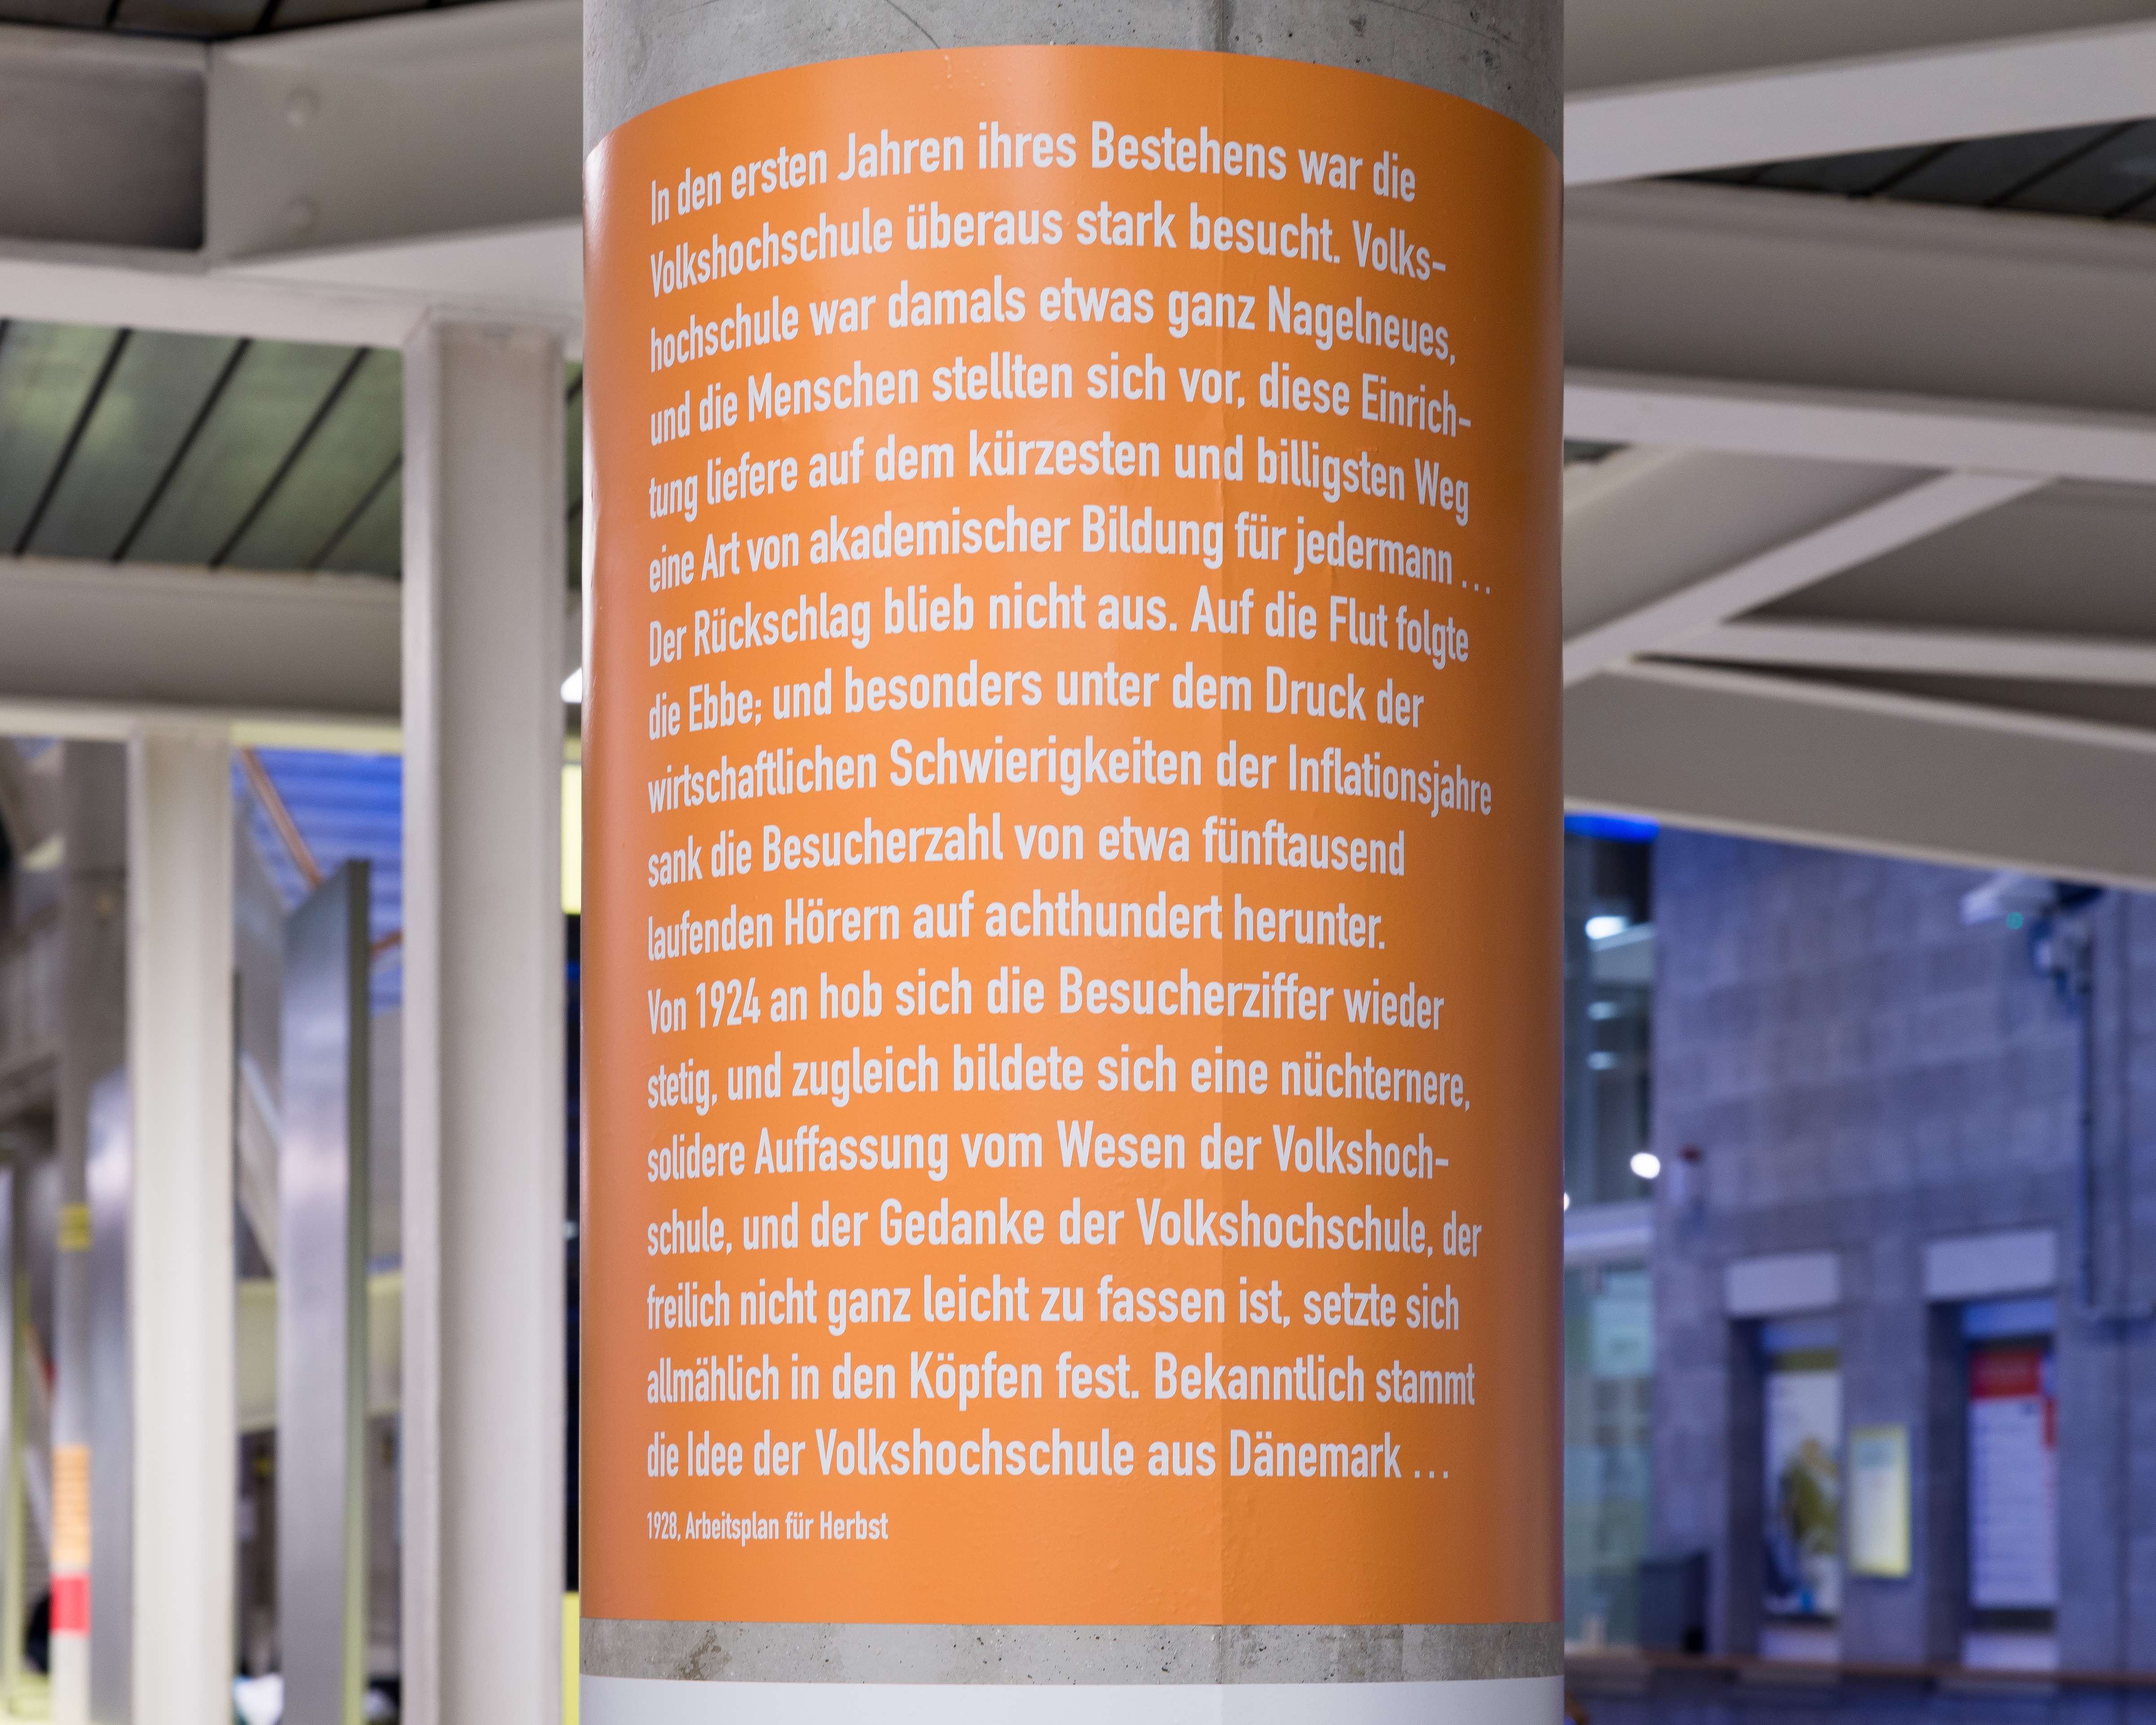 In den ersten Jahren ihres Bestehens war die
Volkshochschule überaus stark besucht. Volks-
hochschule war damals etwas ganz Nagelneues,
und die Menschen stellten sich vor, diese Einrich-
tung liefere auf dem kürzesten und billigsten Weg
eine Art von akademischer Bildung für jedermann ...
Der Rückschlag blieb nicht aus. Auf die Flut folgte
die Ebbe; und besonders unter dem Druck der
wirtschaftlichen Schwierigkeiten der Inflationsjahre
sank die Besucherzahl von etwa fünftausend
laufenden Hörern auf achthundert herunter.
Von 1924 an hob sich die Besucherziffer wieder
stetig, und zugleich bildete sich eine nüchternere,
solidere Auffassung vom Wesen der Volkshoch-
schule, und der Gedanke der Volkshochschule, der
freilich nicht ganz leicht zu fassen ist, setzte sich
allmählich in den Köpfen fest. Bekanntlich stammt
die Idee der Volkshochschule aus Dänemark ...
1928, Arbeitsplan für Herbst